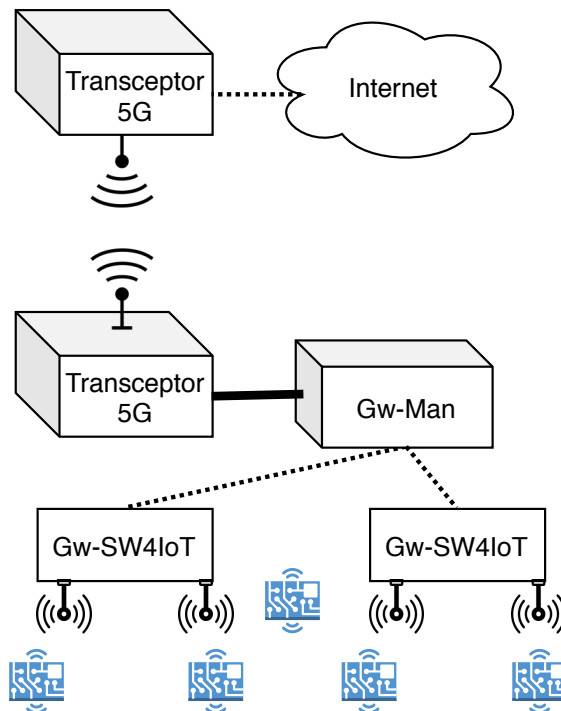 Transceptor
5G
Internet
Transceptor
5G
Gw-Man
Gw-SW4IoT
Gw-SW4IoT